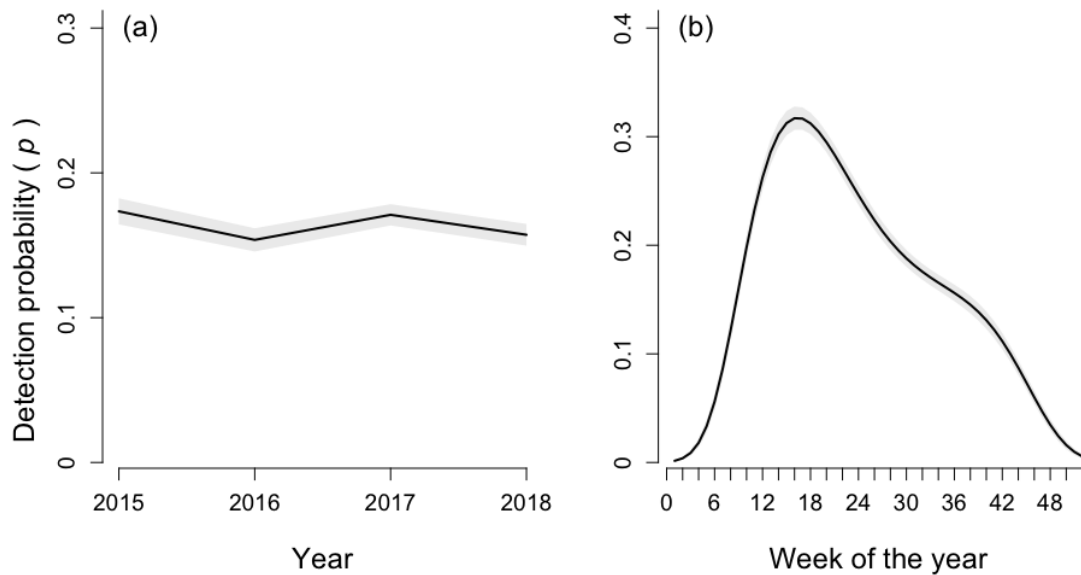 (a)
Detection probability ( p )
0.3
0.2
0.1
0
2015 2016 2017 2018
Year
(b)
0.4
0.3
0.2
0.1
0
0 6 12 18 24 30 36 42 48
Week of the year